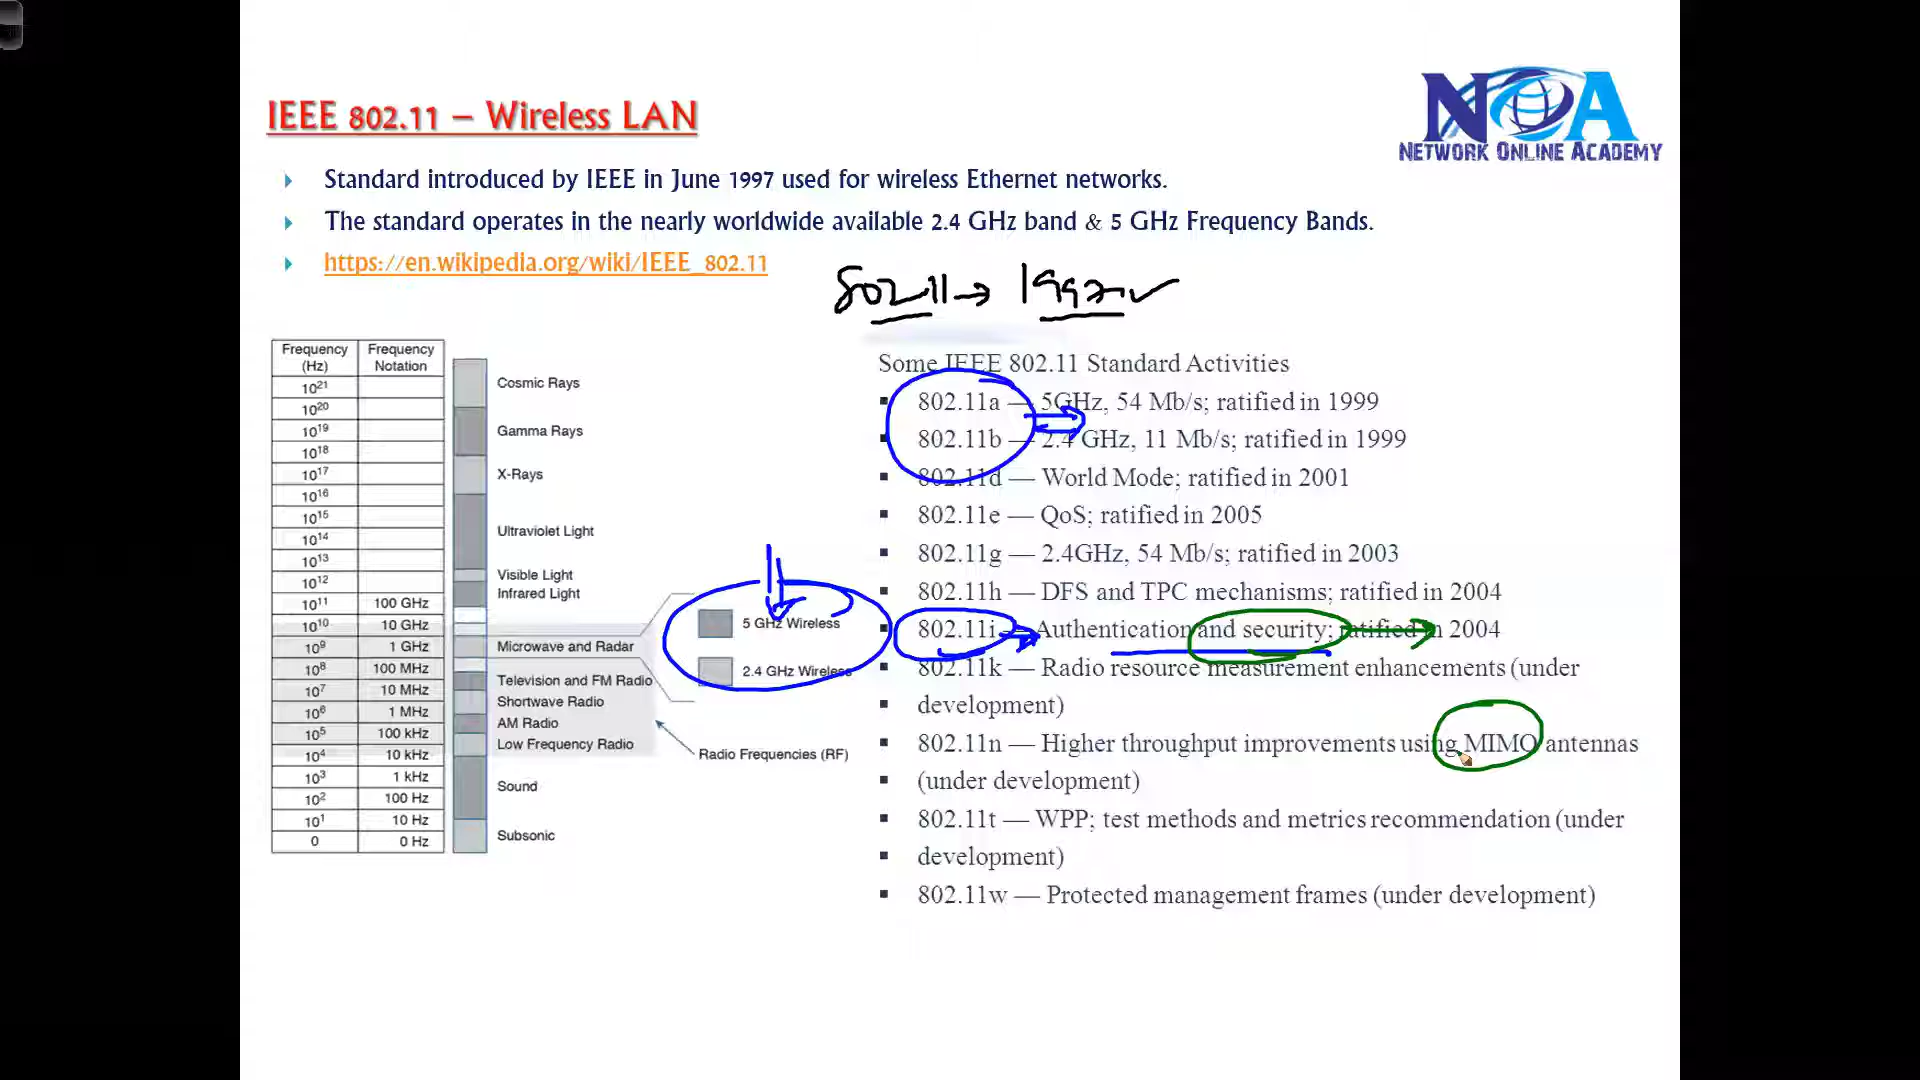 NOA
NETWORK ONLINE ACADEMY
IEEE 802.11 – Wireless LAN
Standard introduced by IEEE in June 1997 used for wireless Ethernet networks.
The standard operates in the nearly worldwide available 2.4 GHz band & 5 GHz Frequency Bands.
https://en.wikipedia.org/wiki/IEEE_802.11
802.11 → 1997
Frequency (Hz) Frequency Notation
10²¹
10²⁰
10¹⁹
10¹⁸
10¹⁷
10¹⁶
10¹⁵
10¹⁴
10¹³
10¹²
10¹¹ 100 GHz
10¹⁰ 10 GHz
10⁹ 1 GHz
10⁸ 100 MHz
10⁷ 10 MHz
10⁶ 1 MHz
10⁵ 100 kHz
10⁴ 10 kHz
10³ 1 kHz
10² 100 Hz
10¹ 10 Hz
0 0 Hz
Cosmic Rays
Gamma Rays
X-Rays
Ultraviolet Light
Visible Light
Infrared Light
Microwave and Radar
Television and FM Radio
Shortwave Radio
AM Radio
Low Frequency Radio
Sound
Subsonic
5 GHz Wireless
2.4 GHz Wireless
Radio Frequencies (RF)
Some IEEE 802.11 Standard Activities
802.11a — 5GHz, 54 Mb/s; ratified in 1999
802.11b — 2.4 GHz, 11 Mb/s; ratified in 1999
802.11d — World Mode; ratified in 2001
802.11e — QoS; ratified in 2005
802.11g — 2.4GHz, 54 Mb/s; ratified in 2003
802.11h — DFS and TPC mechanisms; ratified in 2004
802.11i — Authentication and security; ratified in 2004
802.11k — Radio resource measurement enhancements (under
development)
802.11n — Higher throughput improvements using MIMO antennas
(under development)
802.11t — WPP; test methods and metrics recommendation (under
development)
802.11w — Protected management frames (under development)